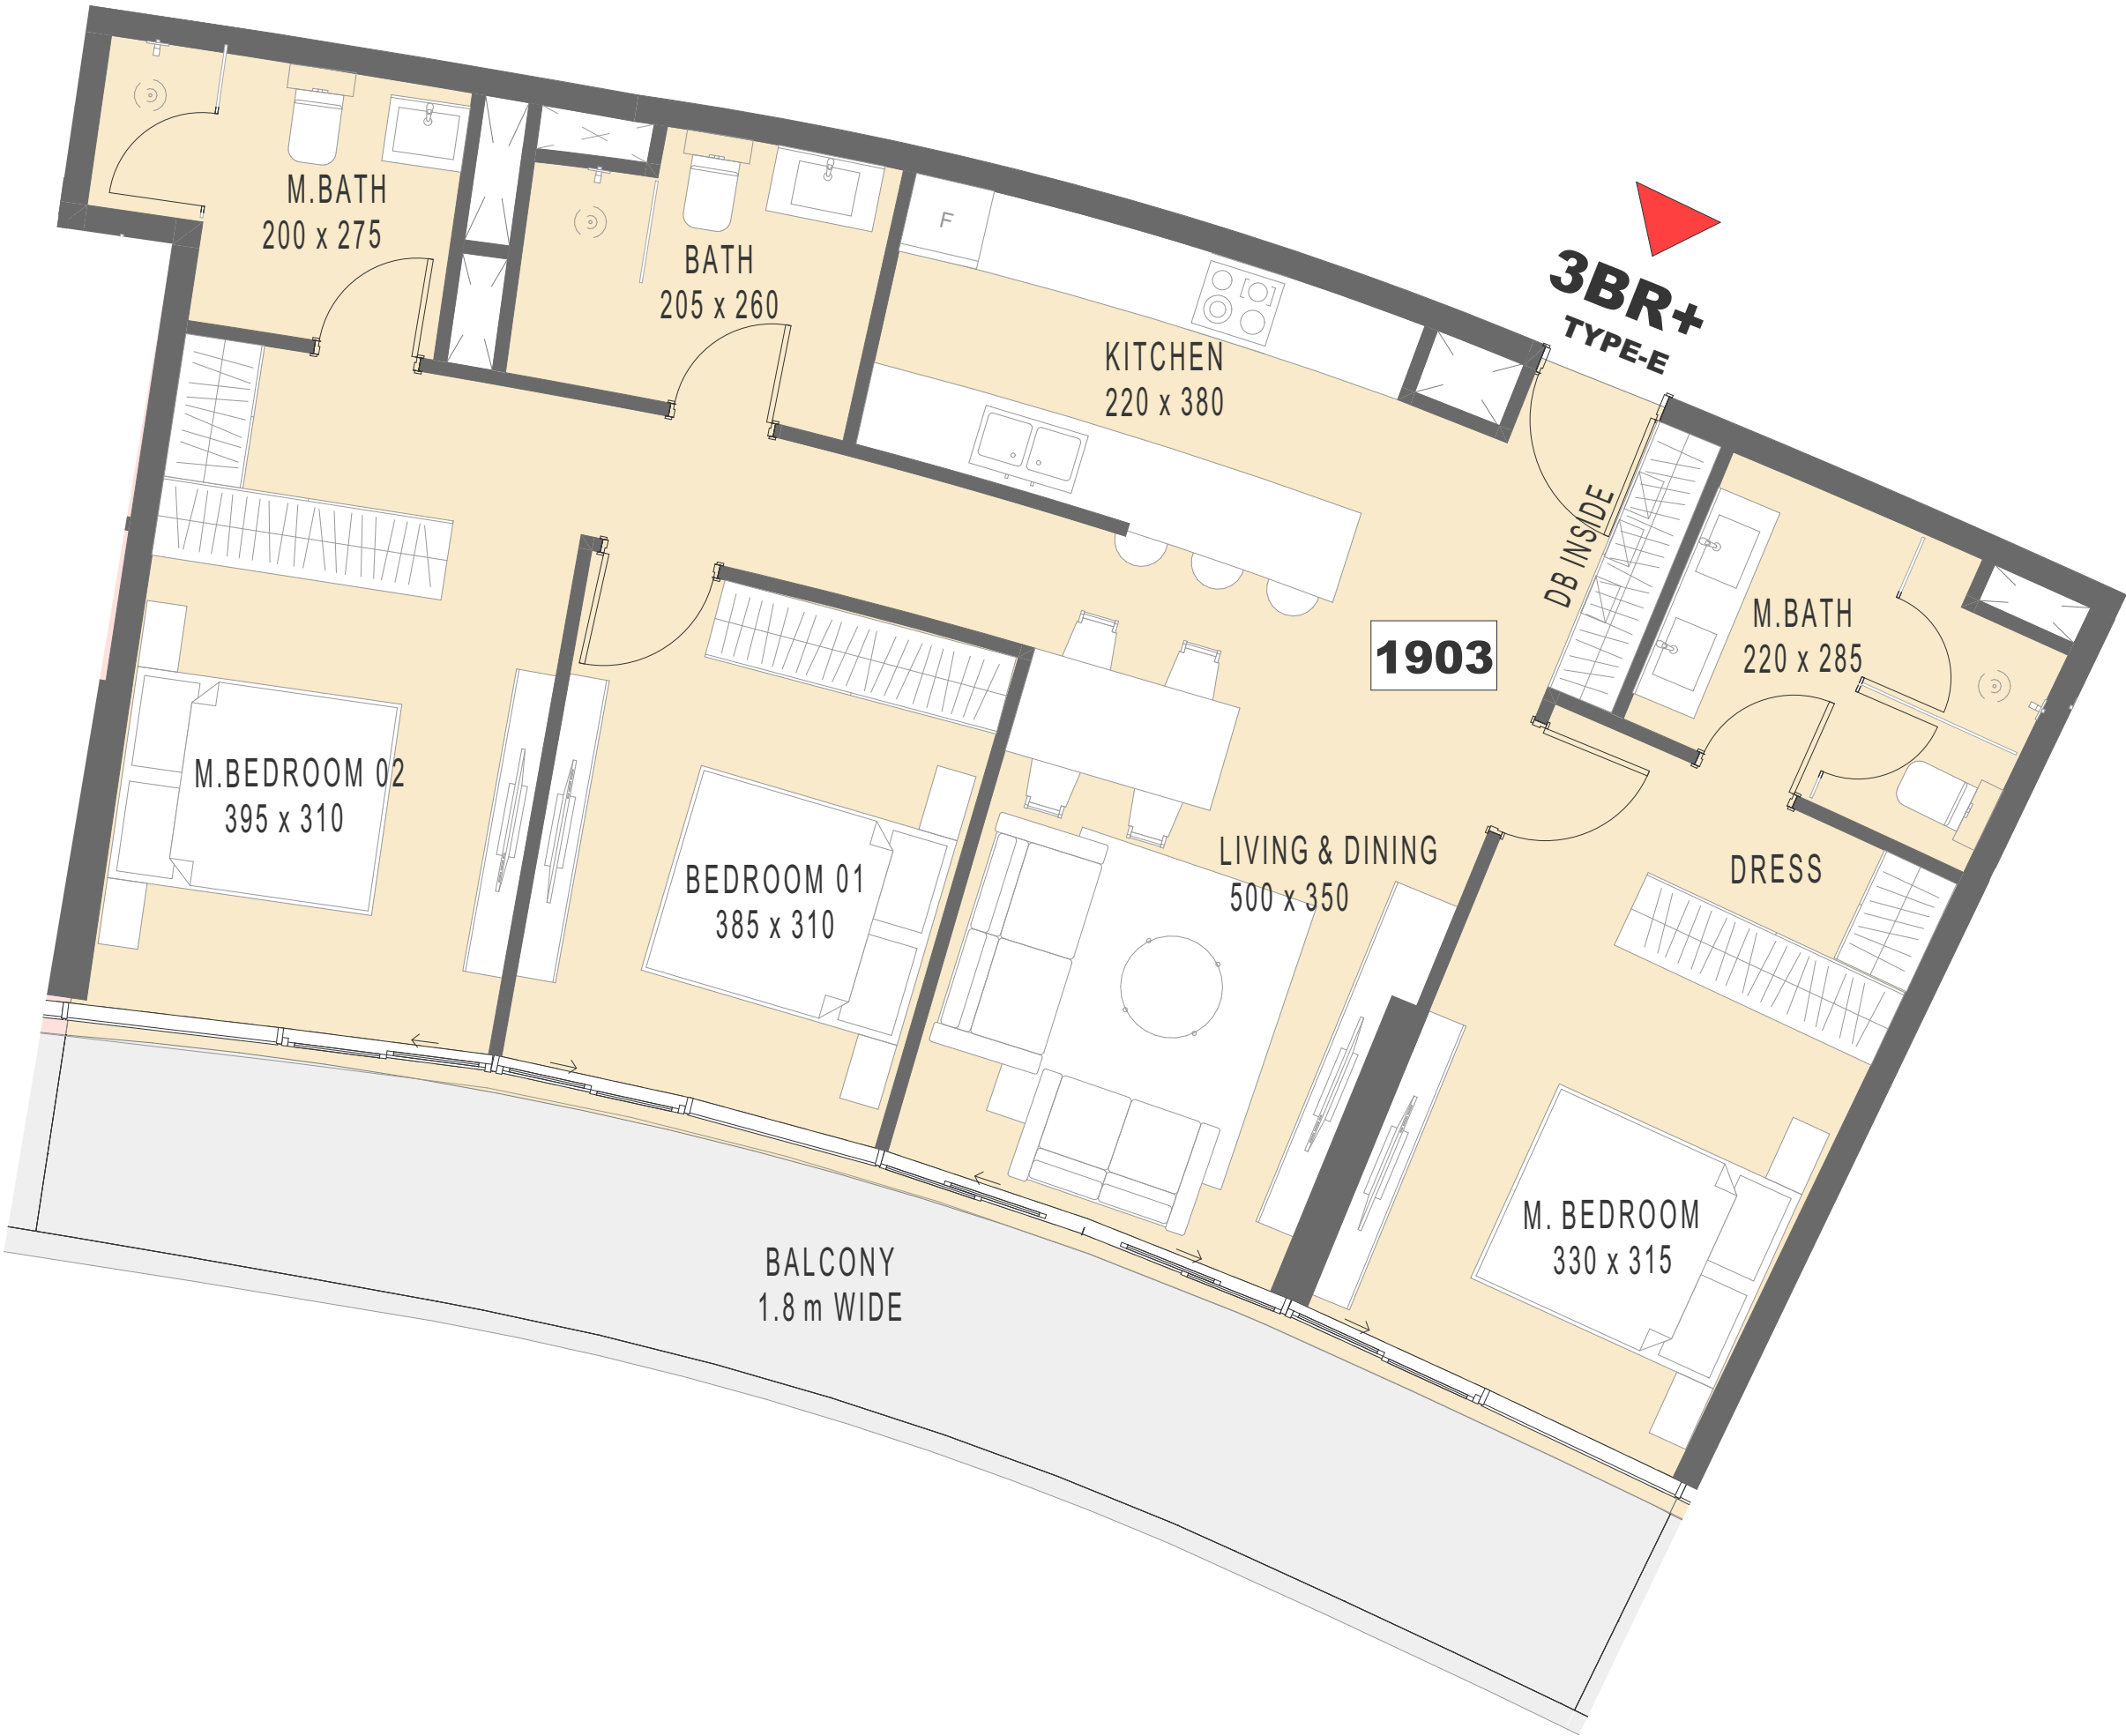 M.BATH
200 x 275
BATH
205 x 260
F
KITCHEN
220 x 380
3BR+
TYPE-E
DB INSIDE
M.BATH
220 x 285
1903
M.BEDROOM 02
395 x 310
BEDROOM 01
385 x 310
LIVING & DINING
500 x 350
DRESS
M. BEDROOM
330 x 315
BALCONY
1.8 m WIDE